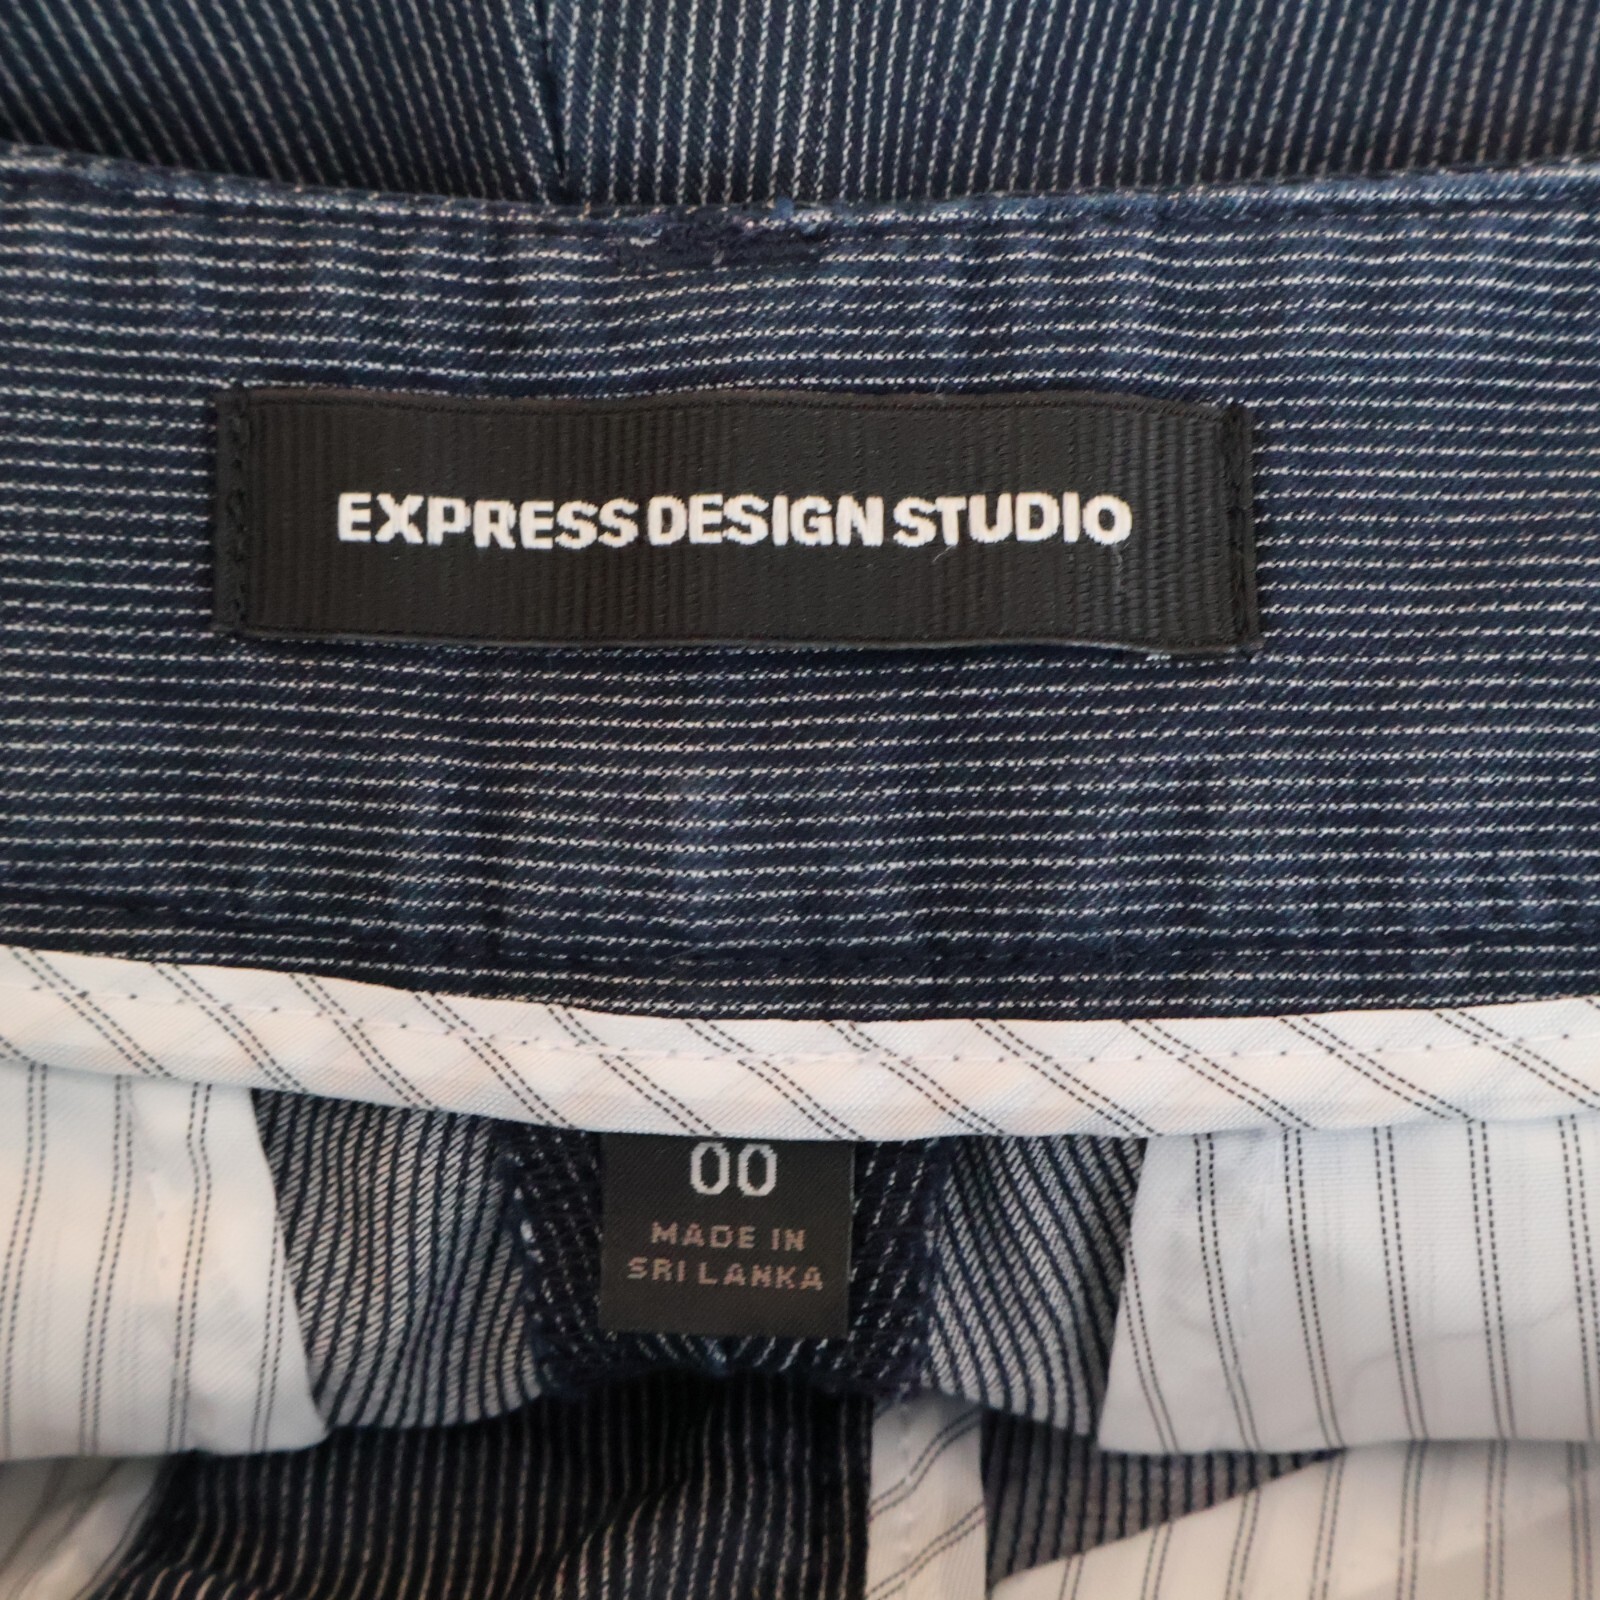 EXPRESS DESIGN STUDIO
00
MADE IN
SRI LANKA